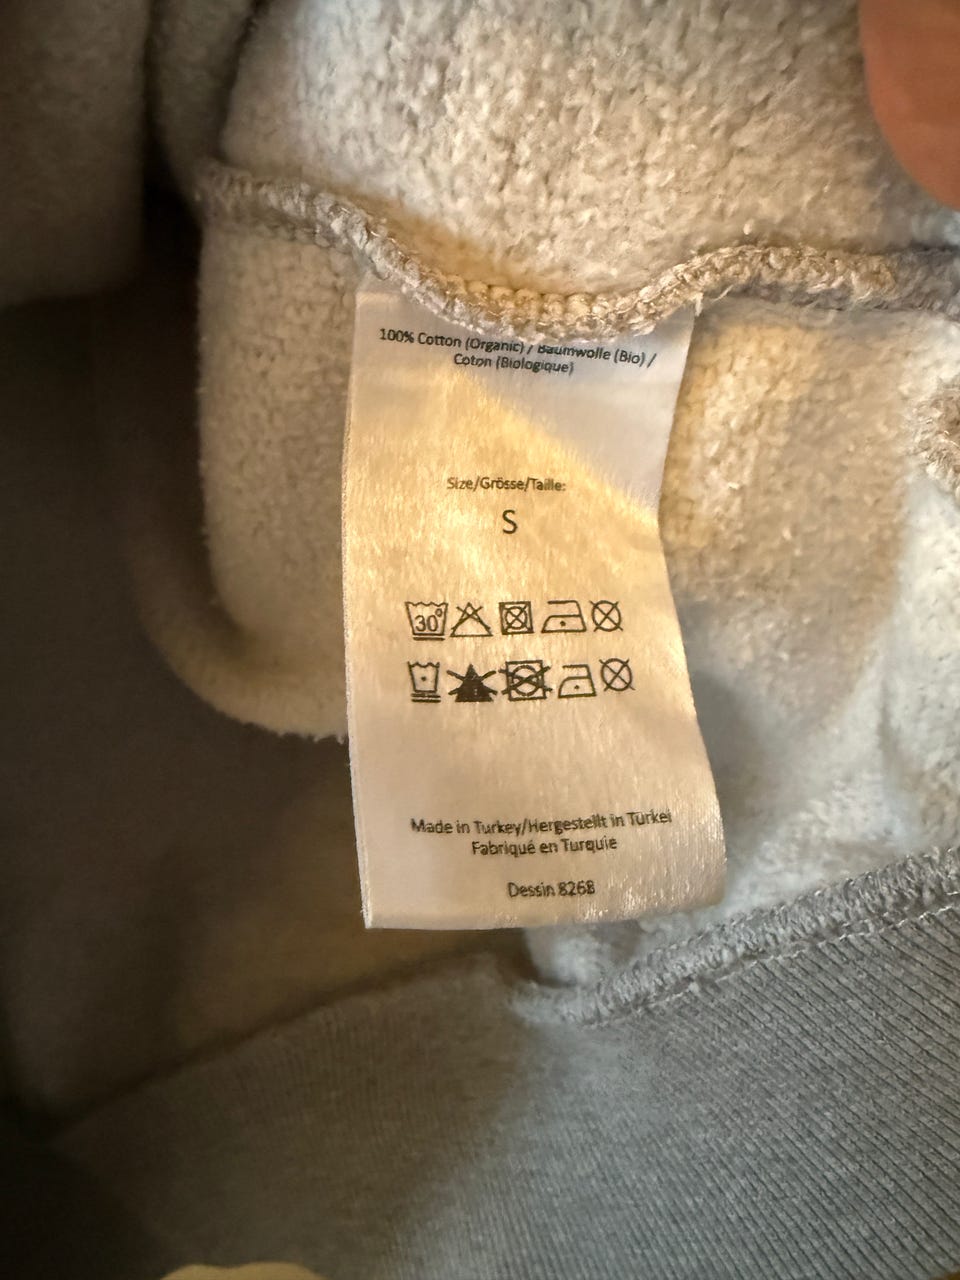 100% Cotton (Organic) / Baumwolle (Bio) /
Coton (Biologique)
Size/Grösse/Taille:
S
30°
Made in Turkey/Hergestellt in Türkei
Fabriqué en Turquie
Dessin 8268